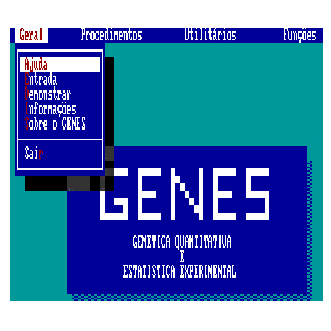 Geral Procedimentos Utilitários Funções
Ajuda
Entrada
Demonstrar
Informações
Sobre o GENES
Sair
GENES
GENETICA QUANTITATIVA
E
ESTATISTICA EXPERIMENTAL